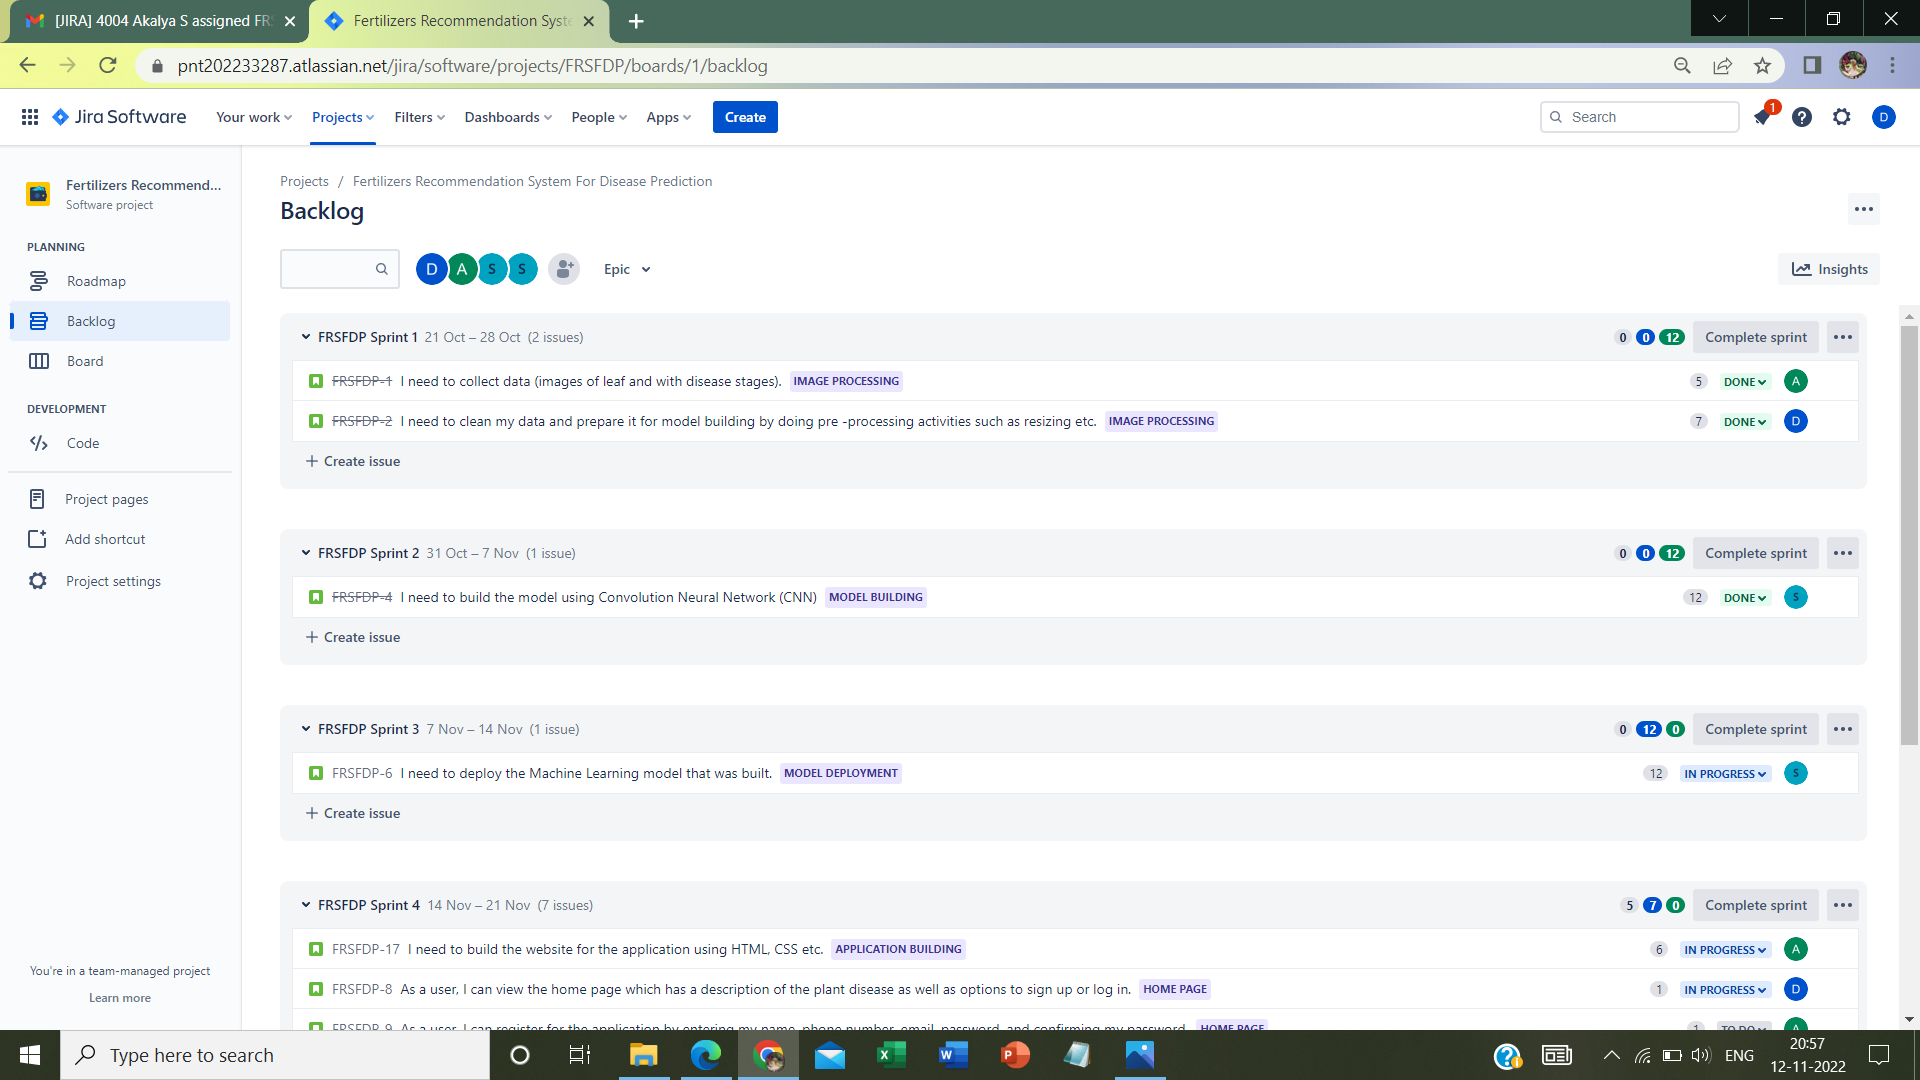 [JIRA] 4004 Akalya S assigned FR
Fertilizers Recommendation Syste
pnt202233287.atlassian.net/jira/software/projects/FRSFDP/boards/1/backlog
Jira Software
Your work
Projects
Filters
Dashboards
People
Apps
Create
Search
1
D
Fertilizers Recommend...
Software project
PLANNING
Roadmap
Backlog
Board
DEVELOPMENT
Code
Project pages
Add shortcut
Project settings
You're in a team-managed project
Learn more
Projects / Fertilizers Recommendation System For Disease Prediction
Backlog
D A S S
Epic
Insights
FRSFDP Sprint 1 21 Oct – 28 Oct (2 issues) 0 0 12 Complete sprint
FRSFDP-1 I need to collect data (images of leaf and with disease stages). IMAGE PROCESSING 5 DONE A
FRSFDP-2 I need to clean my data and prepare it for model building by doing pre -processing activities such as resizing etc. IMAGE PROCESSING 7 DONE D
+ Create issue
FRSFDP Sprint 2 31 Oct – 7 Nov (1 issue) 0 0 12 Complete sprint
FRSFDP-4 I need to build the model using Convolution Neural Network (CNN) MODEL BUILDING 12 DONE S
+ Create issue
FRSFDP Sprint 3 7 Nov – 14 Nov (1 issue) 0 12 0 Complete sprint
FRSFDP-6 I need to deploy the Machine Learning model that was built. MODEL DEPLOYMENT 12 IN PROGRESS S
+ Create issue
FRSFDP Sprint 4 14 Nov – 21 Nov (7 issues) 5 7 0 Complete sprint
FRSFDP-17 I need to build the website for the application using HTML, CSS etc. APPLICATION BUILDING 6 IN PROGRESS A
FRSFDP-8 As a user, I can view the home page which has a description of the plant disease as well as options to sign up or log in. HOME PAGE 1 IN PROGRESS D
FRSFDP-9 As a user, I can register for the application by entering my name, phone number, email, password, and confirming my password. HOME PAGE 1 TO DO A
Type here to search
ENG
20:57
12-11-2022